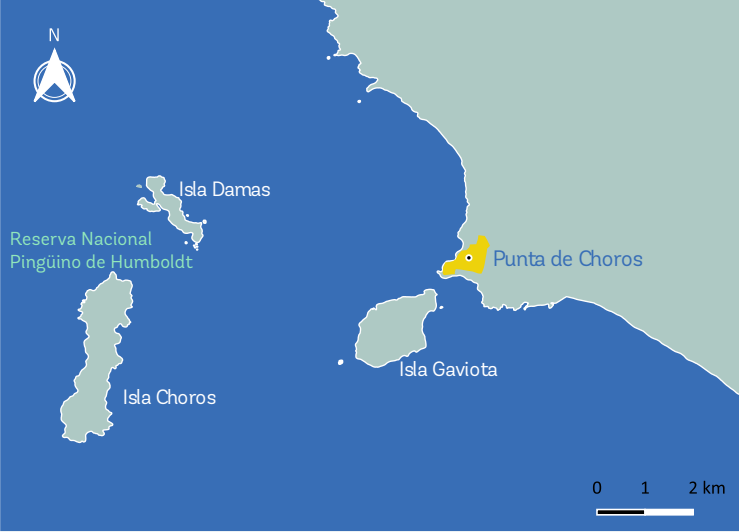 N
Isla Damas
Reserva Nacional
Pingüino de Humboldt
Punta de Choros
Isla Gaviota
Isla Choros
0 1 2 km